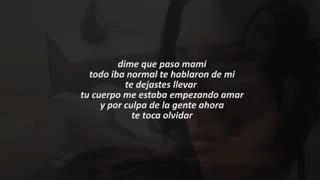 dime que paso mami
todo iba normal te hablaron de mi
te dejastes llevar
tu cuerpo me estaba empezando amar
y por culpa de la gente ahora
te toca olvidar